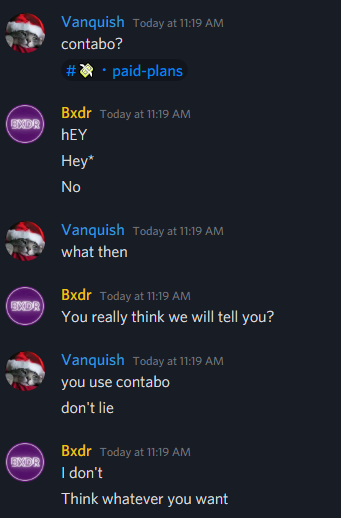 Vanquish Today at 11:19 AM
contabo?
#💸・paid-plans
BXDR Bxdr Today at 11:19 AM
hEY
Hey*
No
Vanquish Today at 11:19 AM
what then
BXDR Bxdr Today at 11:19 AM
You really think we will tell you?
Vanquish Today at 11:19 AM
you use contabo
don't lie
BXDR Bxdr Today at 11:19 AM
I don't
Think whatever you want